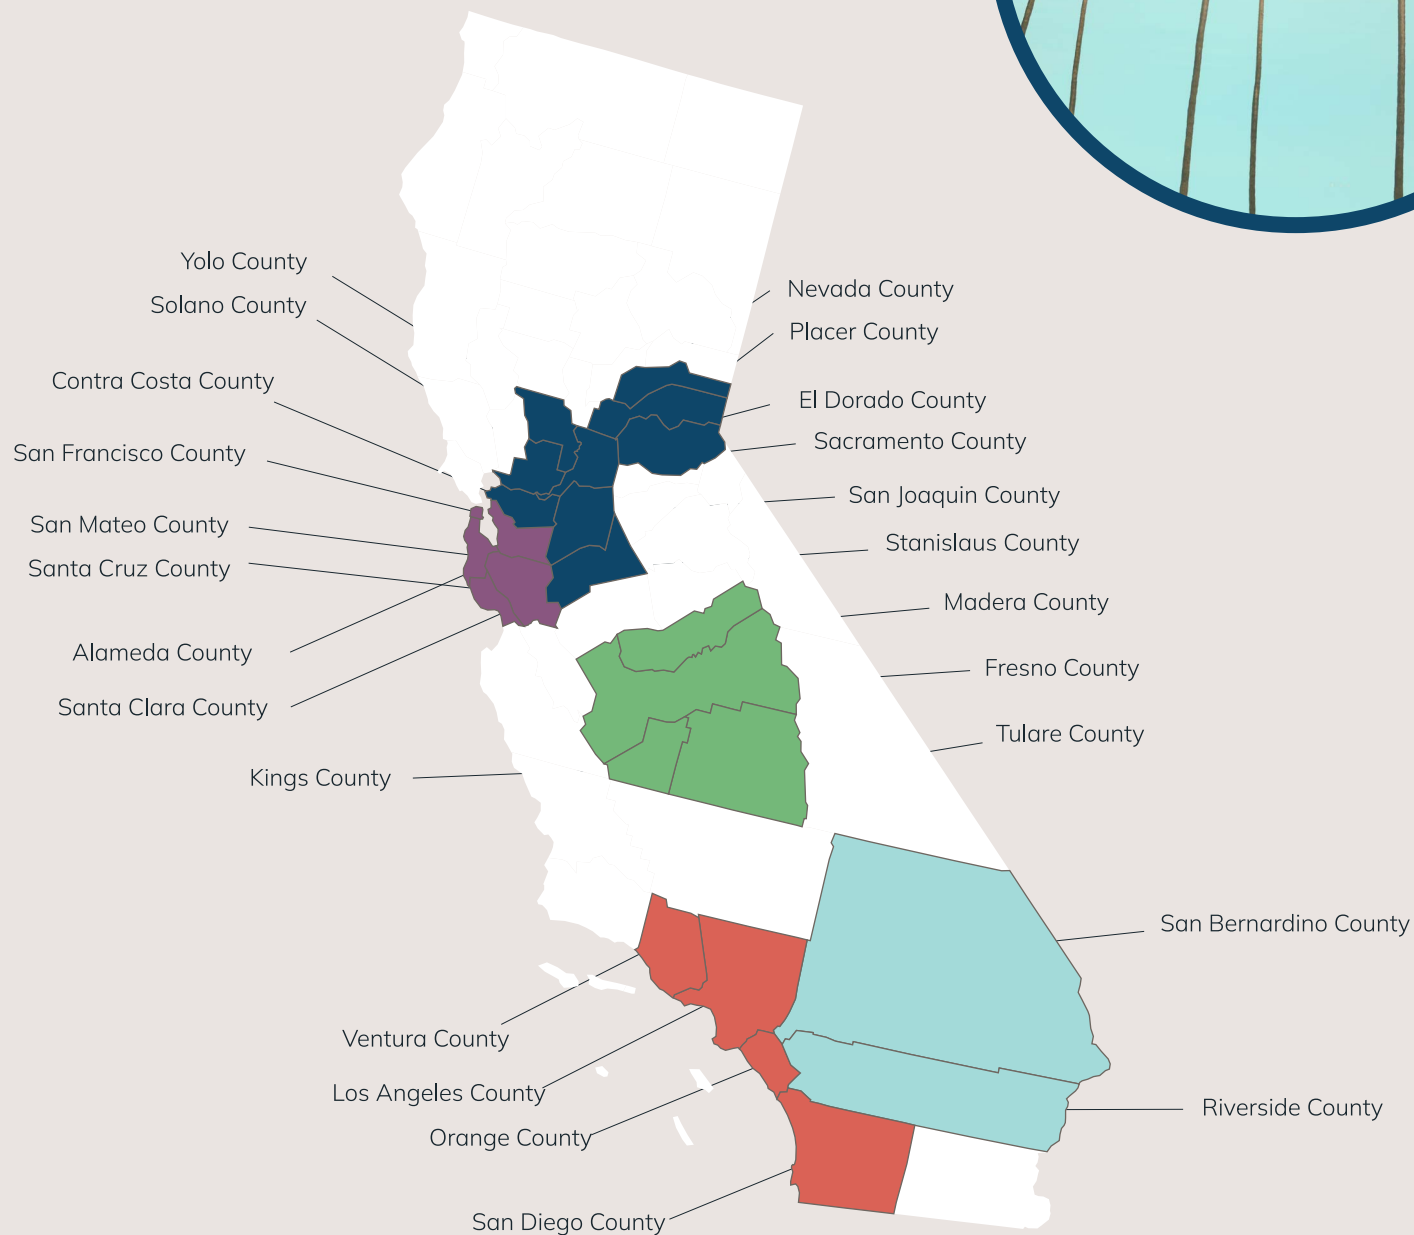 Yolo County
Solano County
Contra Costa County
San Francisco County
San Mateo County
Santa Cruz County
Alameda County
Santa Clara County
Kings County
Nevada County
Placer County
El Dorado County
Sacramento County
San Joaquin County
Stanislaus County
Madera County
Fresno County
Tulare County
San Bernardino County
Riverside County
Ventura County
Los Angeles County
Orange County
San Diego County